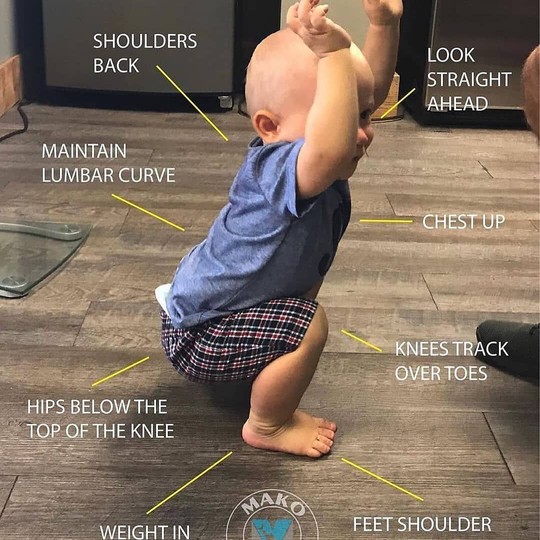 SHOULDERS
BACK
LOOK
STRAIGHT
AHEAD
MAINTAIN
LUMBAR CURVE
CHEST UP
KNEES TRACK
OVER TOES
HIPS BELOW THE
TOP OF THE KNEE
MAKO
WEIGHT IN
FEET SHOULDER